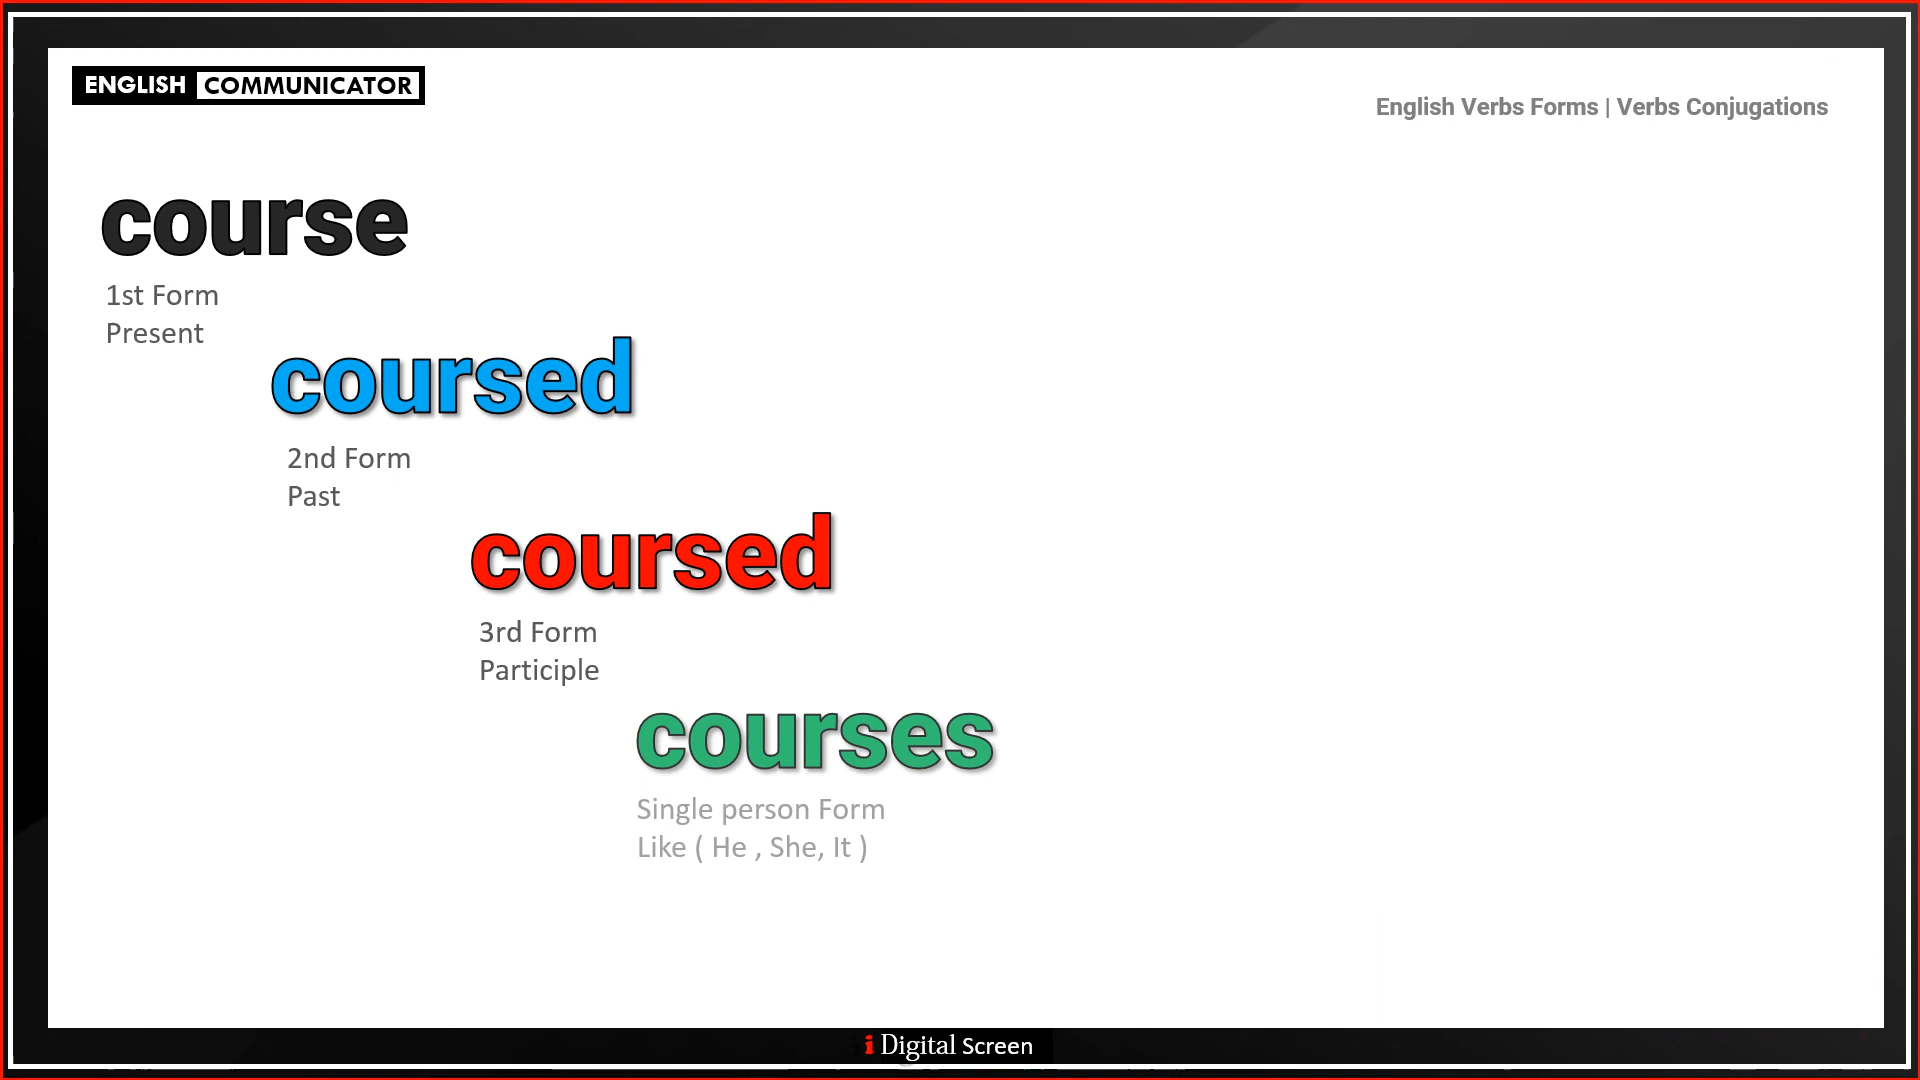 ENGLISH COMMUNICATOR
English Verbs Forms | Verbs Conjugations
course
1st Form
Present
coursed
2nd Form
Past
coursed
3rd Form
Participle
courses
Single person Form
Like ( He , She, It )
i Digital Screen